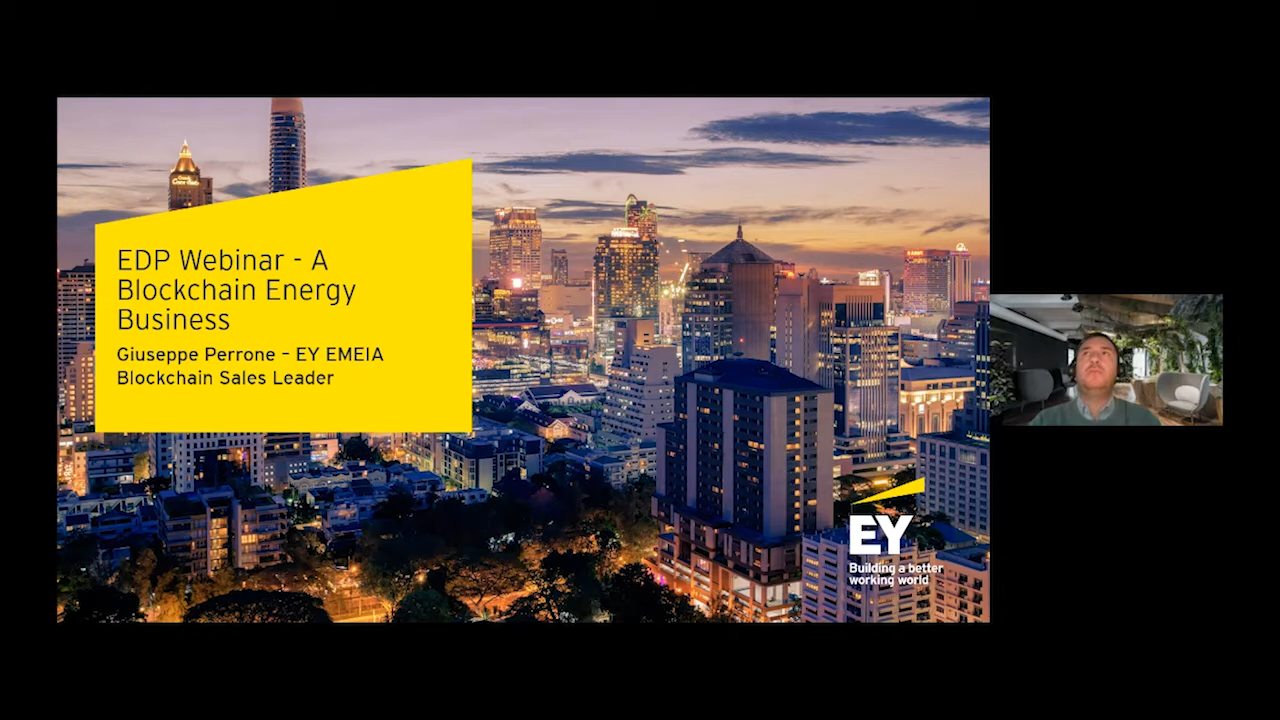 EDP Webinar - A
Blockchain Energy
Business
Giuseppe Perrone – EY EMEIA
Blockchain Sales Leader
EY
Building a better
working world